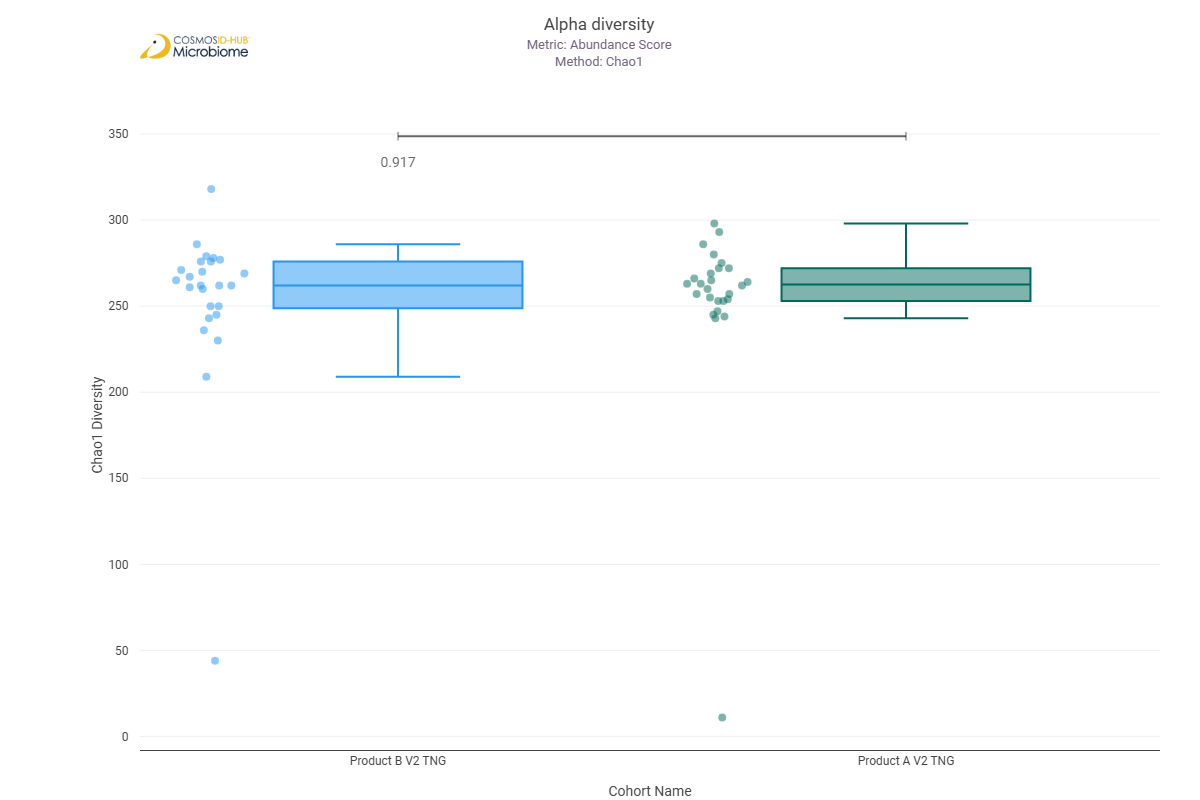 Alpha diversity
Metric: Abundance Score
Method: Chao1
COSMOSID-HUB
Microbiome
350
0.917
300
250
200
150
100
50
0
Chao1 Diversity
Product B V2 TNG
Product A V2 TNG
Cohort Name